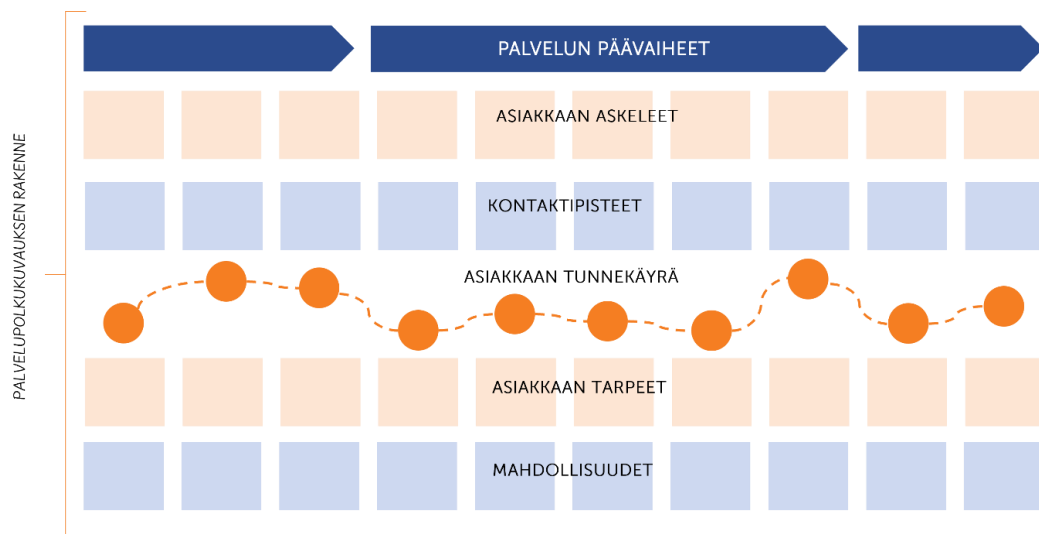 PALVELUPOLKUKUVAUKSEN RAKENNE
PALVELUN PÄÄVAIHEET
ASIAKKAAN ASKELEET
KONTAKTIPISTEET
ASIAKKAAN TUNNEKÄYRÄ
ASIAKKAAN TARPEET
MAHDOLLISUUDET